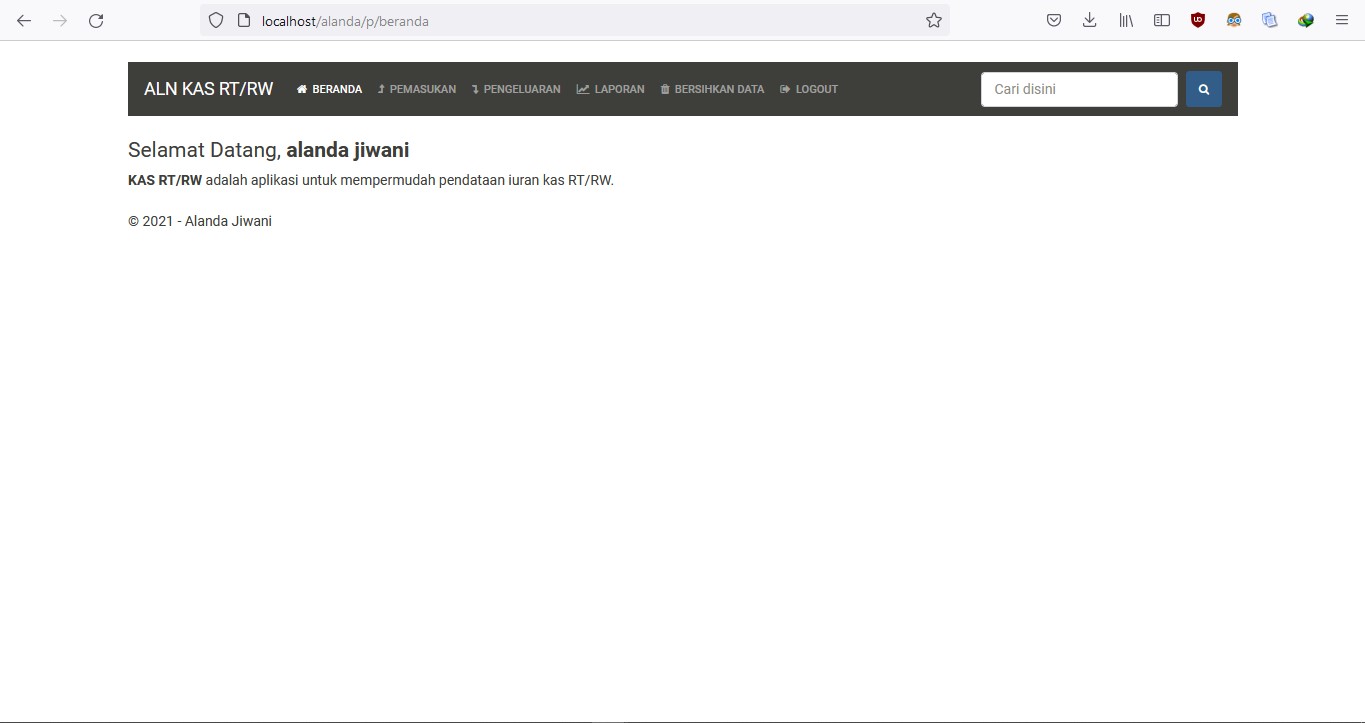 localhost/alanda/p/beranda
ALN KAS RT/RW BERANDA PEMASUKAN PENGELUARAN LAPORAN BERSIHKAN DATA LOGOUT Cari disini
Selamat Datang, alanda jiwani
KAS RT/RW adalah aplikasi untuk mempermudah pendataan iuran kas RT/RW.
© 2021 - Alanda Jiwani